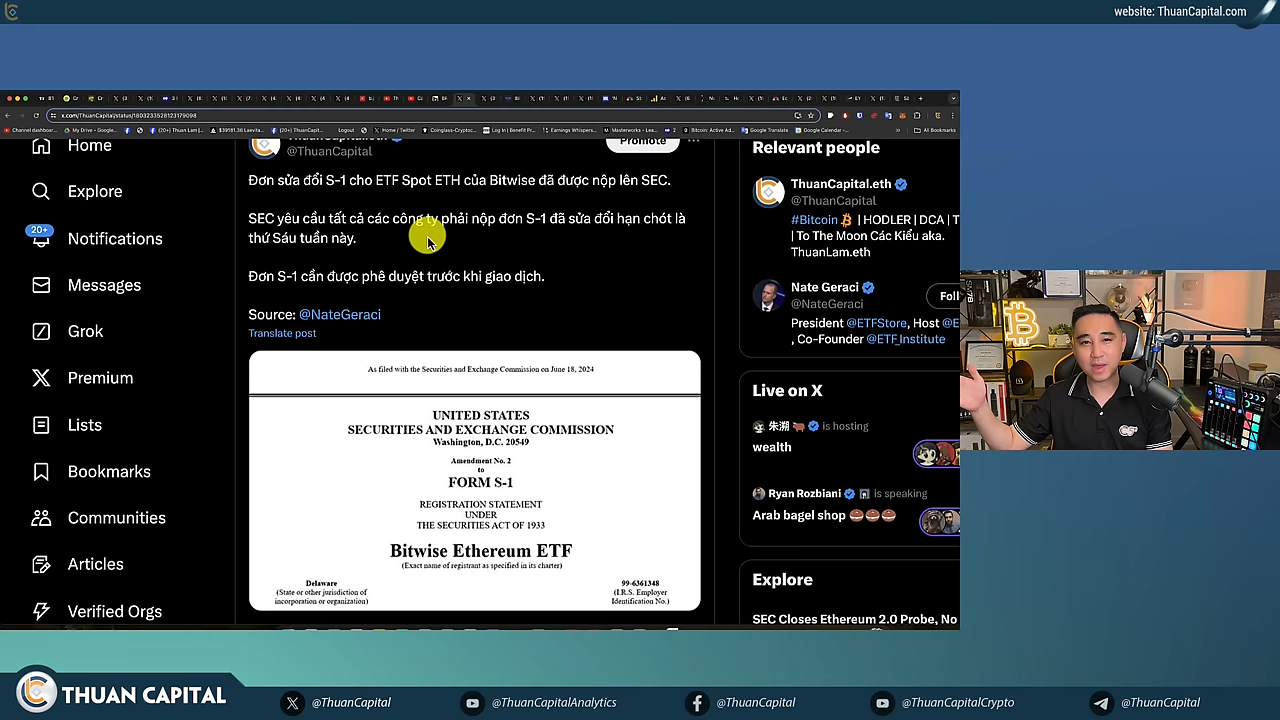 website: ThuanCapital.com
x.com/ThuanCapital/status/1803233528123179098
Home
Explore
20+
Notifications
Messages
Grok
Premium
Lists
Bookmarks
Communities
Articles
Verified Orgs
@ThuanCapital
Promote
Đơn sửa đổi S-1 cho ETF Spot ETH của Bitwise đã được nộp lên SEC.
SEC yêu cầu tất cả các công ty phải nộp đơn S-1 đã sửa đổi hạn chót là
thứ Sáu tuần này.
Đơn S-1 cần được phê duyệt trước khi giao dịch.
Source: @NateGeraci
Translate post
As filed with the Securities and Exchange Commission on June 18, 2024
UNITED STATES
SECURITIES AND EXCHANGE COMMISSION
Washington, D.C. 20549
Amendment No. 2
to
FORM S-1
REGISTRATION STATEMENT
UNDER
THE SECURITIES ACT OF 1933
Bitwise Ethereum ETF
(Exact name of registrant as specified in its charter)
Delaware
(State or other jurisdiction of
incorporation or organization)
99-6361348
(I.R.S. Employer
Identification No.)
Relevant people
ThuanCapital.eth
@ThuanCapital
#Bitcoin | HODLER | DCA | T
| To The Moon Các Kiểu aka.
ThuanLam.eth
Nate Geraci
@NateGeraci
Foll
President @ETFStore, Host @E
, Co-Founder @ETF_Institute
Live on X
朱溯 is hosting
wealth
Ryan Rozbiani is speaking
Arab bagel shop
Explore
SEC Closes Ethereum 2.0 Probe, No
THUAN CAPITAL
@ThuanCapital
@ThuanCapitalAnalytics
@ThuanCapital
@ThuanCapitalCrypto
@ThuanCapital